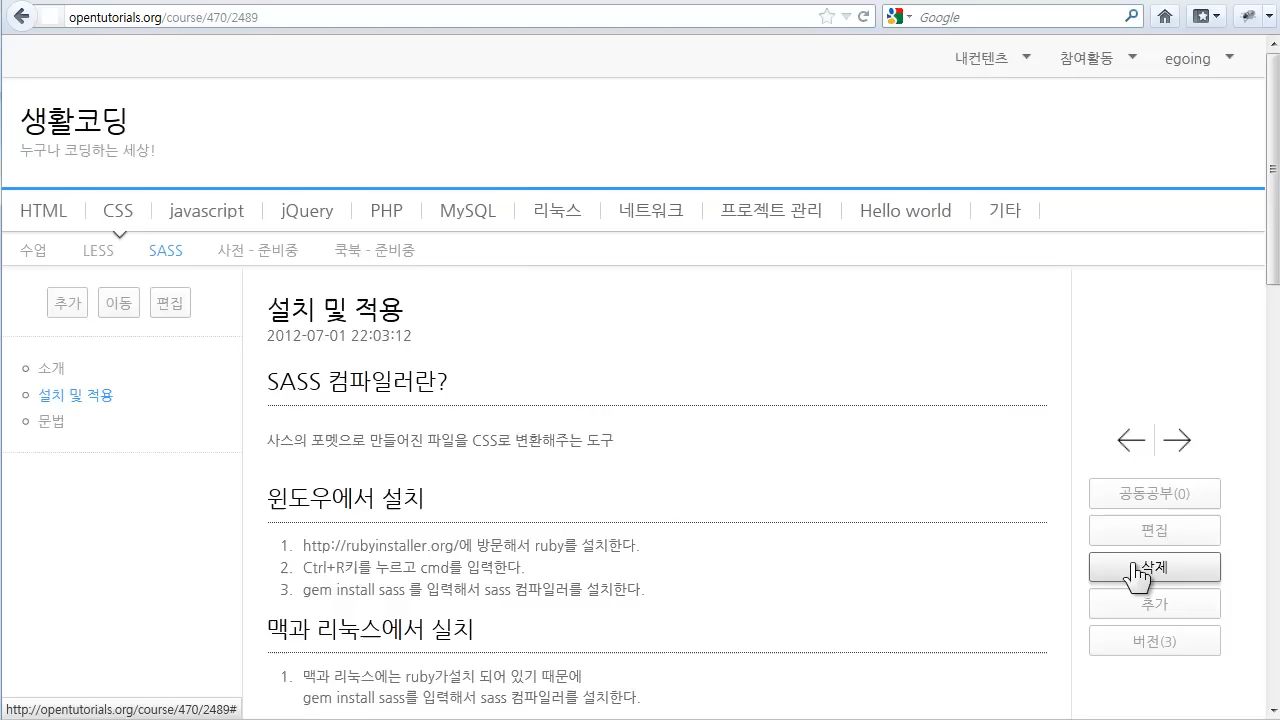 opentutorials.org/course/470/2489
Google
내컨텐츠 참여활동 egoing
생활코딩
누구나 코딩하는 세상!
HTML CSS javascript jQuery PHP MySQL 리눅스 네트워크 프로젝트 관리 Hello world 기타
수업 LESS SASS 사전 - 준비중 쿡북 - 준비중
추가 이동 편집
소개
설치 및 적용
문법
설치 및 적용
2012-07-01 22:03:12
SASS 컴파일러란?
사스의 포멧으로 만들어진 파일을 CSS로 변환해주는 도구
윈도우에서 설치
1. http://rubyinstaller.org/에 방문해서 ruby를 설치한다.
2. Ctrl+R키를 누르고 cmd를 입력한다.
3. gem install sass 를 입력해서 sass 컴파일러를 설치한다.
맥과 리눅스에서 실치
1. 맥과 리눅스에는 ruby가설치 되어 있기 때문에
gem install sass를 입력해서 sass 컴파일러를 설치한다.
공동공부(0)
편집
삭제
추가
버전(3)
http://opentutorials.org/course/470/2489#